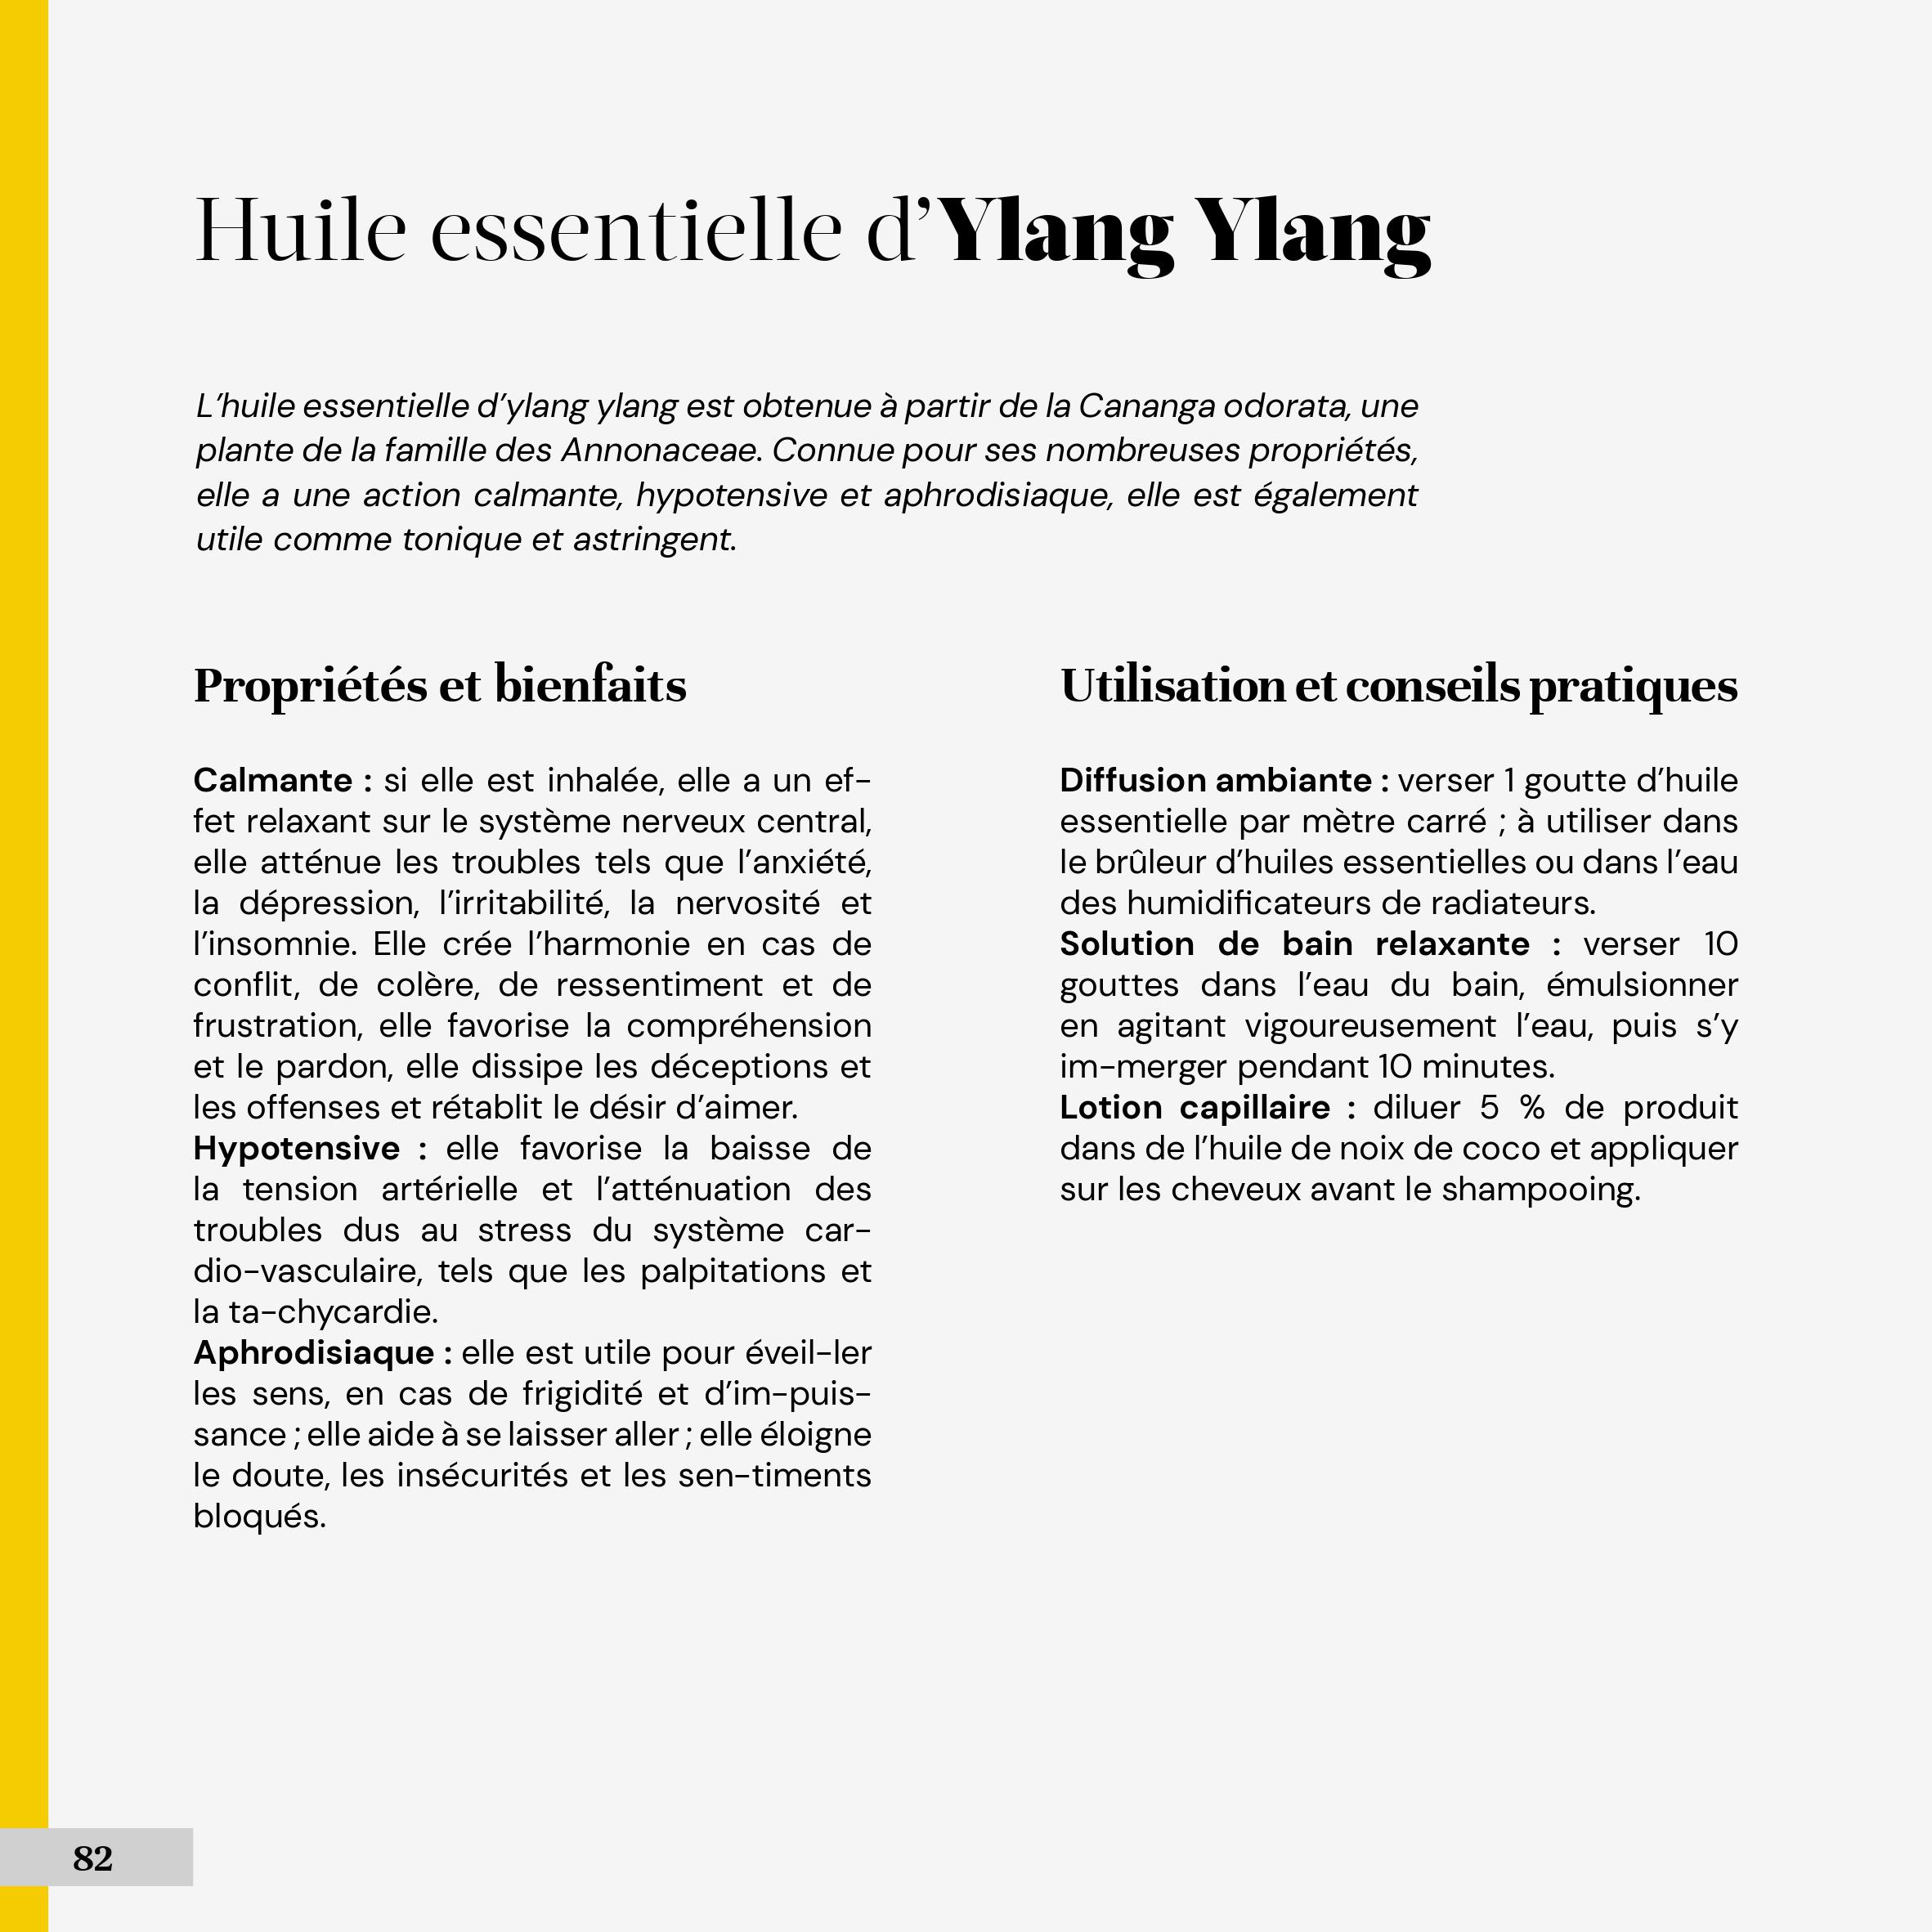 Huile essentielle d’Ylang Ylang
L’huile essentielle d’ylang ylang est obtenue à partir de la Cananga odorata, une
plante de la famille des Annonaceae. Connue pour ses nombreuses propriétés,
elle a une action calmante, hypotensive et aphrodisiaque, elle est également
utile comme tonique et astringent.
Propriétés et bienfaits
Calmante : si elle est inhalée, elle a un ef-
fet relaxant sur le système nerveux central,
elle atténue les troubles tels que l’anxiété,
la dépression, l’irritabilité, la nervosité et
l’insomnie. Elle crée l’harmonie en cas de
conflit, de colère, de ressentiment et de
frustration, elle favorise la compréhension
et le pardon, elle dissipe les déceptions et
les offenses et rétablit le désir d’aimer.
Hypotensive : elle favorise la baisse de
la tension artérielle et l’atténuation des
troubles dus au stress du système car-
dio-vasculaire, tels que les palpitations et
la ta-chycardie.
Aphrodisiaque : elle est utile pour éveil-ler
les sens, en cas de frigidité et d’im-puis-
sance ; elle aide à se laisser aller ; elle éloigne
le doute, les insécurités et les sen-timents
bloqués.
Utilisation et conseils pratiques
Diffusion ambiante : verser 1 goutte d’huile
essentielle par mètre carré ; à utiliser dans
le brûleur d’huiles essentielles ou dans l’eau
des humidificateurs de radiateurs.
Solution de bain relaxante : verser 10
gouttes dans l’eau du bain, émulsionner
en agitant vigoureusement l’eau, puis s’y
im-merger pendant 10 minutes.
Lotion capillaire : diluer 5 % de produit
dans de l’huile de noix de coco et appliquer
sur les cheveux avant le shampooing.
82